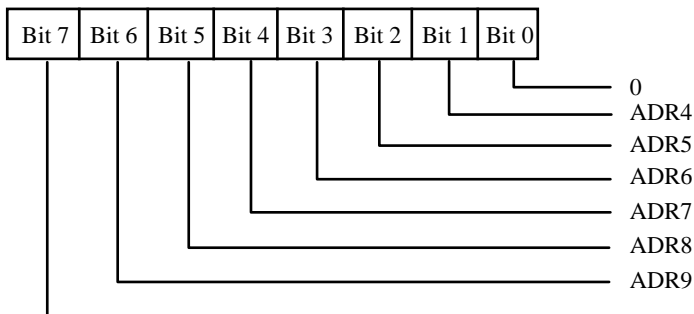 Bit 7 Bit 6 Bit 5 Bit 4 Bit 3 Bit 2 Bit 1 Bit 0
0
ADR4
ADR5
ADR6
ADR7
ADR8
ADR9